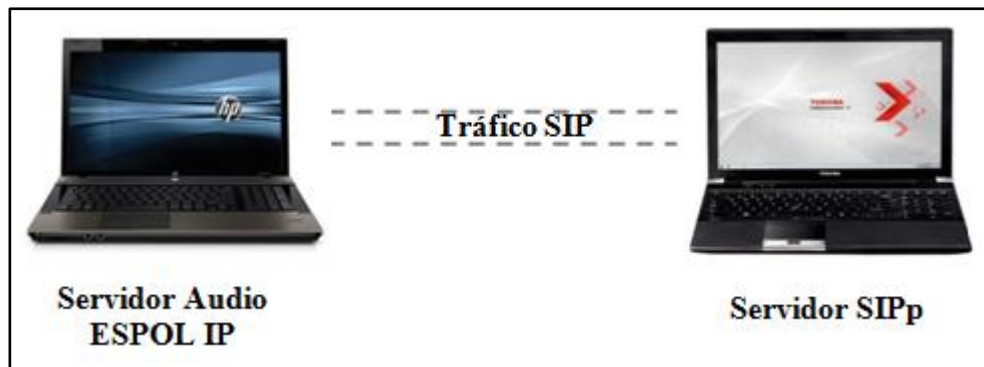 hp
Tráfico SIP
TOSHIBA
Servidor Audio
ESPOL IP
Servidor SIPp